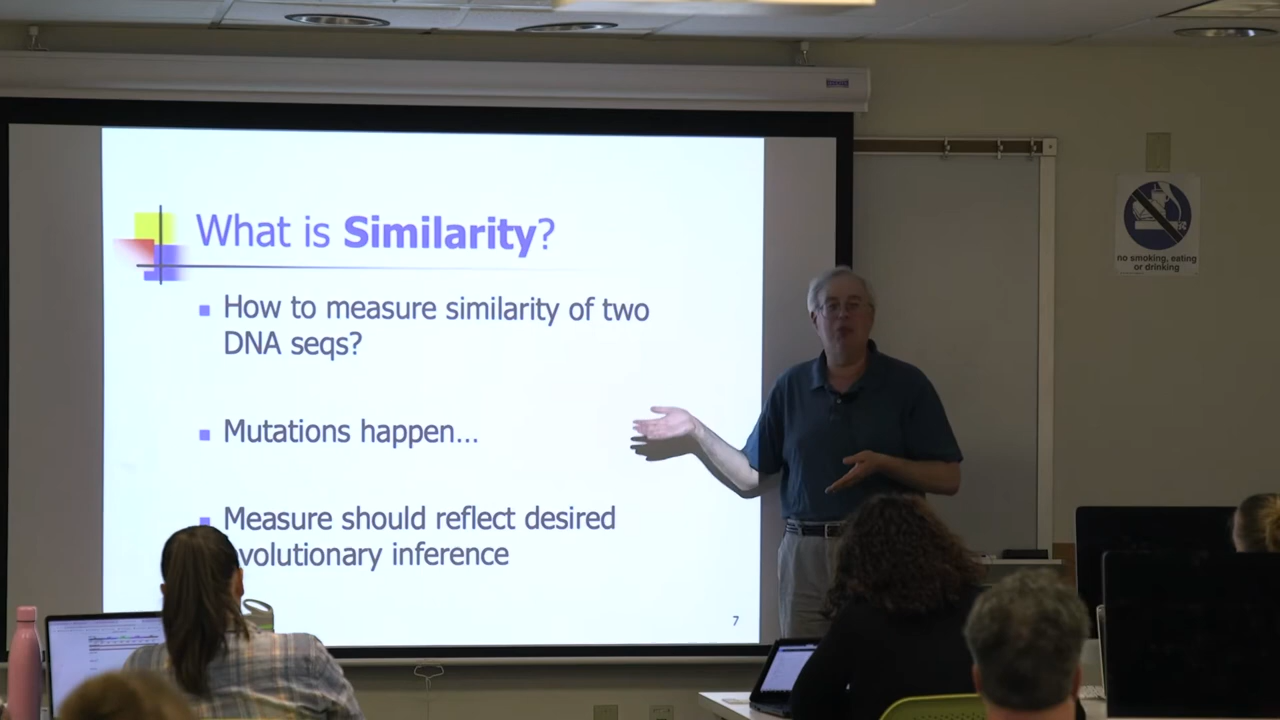 What is Similarity?
How to measure similarity of two
DNA seqs?
Mutations happen...
Measure should reflect desired
volutionary inference
7
no smoking, eating
or drinking